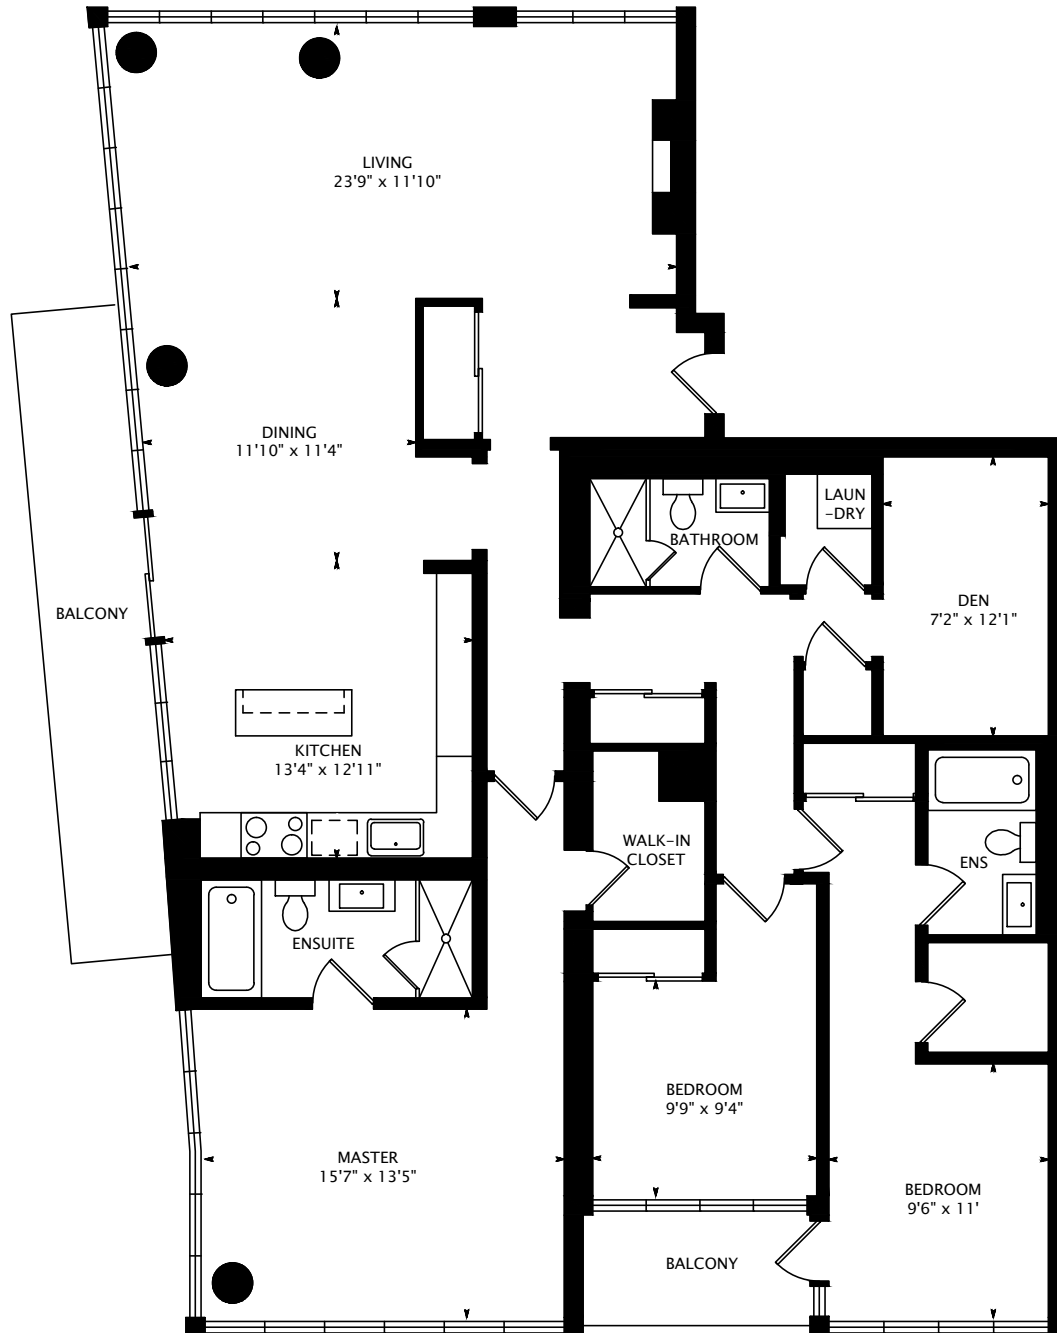 LIVING
23'9" x 11'10"
DINING
11'10" x 11'4"
LAUN
-DRY
BATHROOM
DEN
7'2" x 12'1"
BALCONY
KITCHEN
13'4" x 12'11"
WALK-IN
CLOSET
ENS
ENSUITE
BEDROOM
9'9" x 9'4"
MASTER
15'7" x 13'5"
BEDROOM
9'6" x 11'
BALCONY